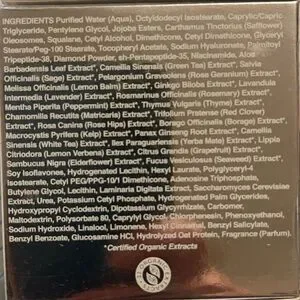 INGREDIENTS Purified Water (Aqua), Octyldodecyl Isostearate, Caprylic/Capric
Triglyceride, Pentylene Glycol, Jojoba Esters, Carthamus Tinctorius (Safflower)
Oleosomes, Squalane, Cetyl Alcohol, Dimethicone, Cetyl Dimethicone, Glyceryl
Stearate/Peg-100 Stearate, Tocopheryl Acetate, Sodium Hyaluronate, Palmitoyl
Tripeptide-38, Diamond Powder, sh-Pentapeptide-35, Niacinamide, Aloe
Barbadensis Leaf Extract*, Camellia Sinensis (Green Tea) Extract*, Salvia
Officinalis (Sage) Extract*, Pelargonium Graveolens (Rose Geranium) Extract*,
Melissa Officinalis (Lemon Balm) Extract*, Ginkgo Biloba Extract*, Lavandula
Intermedia (Lavender) Extract*, Rosmarinus Officinalis (Rosemary) Extract*,
Mentha Piperita (Peppermint) Extract*, Thymus Vulgaris (Thyme) Extract*,
Chamomilla Recutita (Matricaria) Extract*, Trifolium Pratense (Red Clover)
Extract*, Rosa Canina (Rose Hips) Extract*, Borago Officinalis (Borage) Extract*,
Macrocystis Pyrifera (Kelp) Extract*, Panax Ginseng Root Extract*, Camellia
Sinensis (White Tea) Extract*, Ilex Paraguariensis (Yerba Mate) Extract*, Lippia
Citriodora (Lemon Verbena) Extract*, Citrus Grandis (Grapefruit) Extract*,
Sambucus Nigra (Elderflower) Extract*, Fucus Vesiculosus (Seaweed) Extract*,
Soy Isoflavones, Hydrogenated Lecithin, Hexyl Laurate, Polyglyceryl-4
Isostearate, Cetyl PEG/PPG-10/1 Dimethicone, Adenosine Triphosphate,
Butylene Glycol, Lecithin, Laminaria Digitata Extract, Saccharomyces Cerevisiae
Extract, Urea, Potassium Cetyl Phosphate, Hydrogenated Palm Glycerides,
Hydroxypropyl Cyclodextrin, Dipotassium Glycyrrhizate, Carbomer,
Maltodextrin, Polysorbate 80, Caprylyl Glycol, Chlorphenesin, Phenoxyethanol,
Sodium Hydroxide, Linalool, Limonene, Hexyl Cinnamal, Benzyl Salicylate,
Benzyl Benzoate, Glucosamine HCl, Hydrolyzed Oat Protein, Fragrance (Parfum).
*Certified Organic Extracts